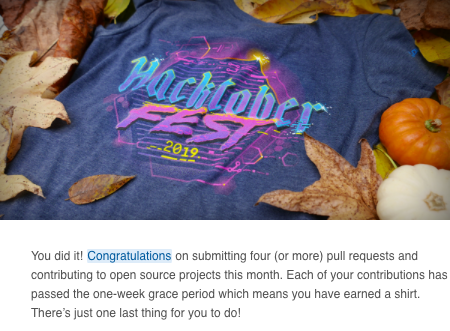 Hacktober
FEST
2019
You did it! Congratulations on submitting four (or more) pull requests and
contributing to open source projects this month. Each of your contributions has
passed the one-week grace period which means you have earned a shirt.
There's just one last thing for you to do!